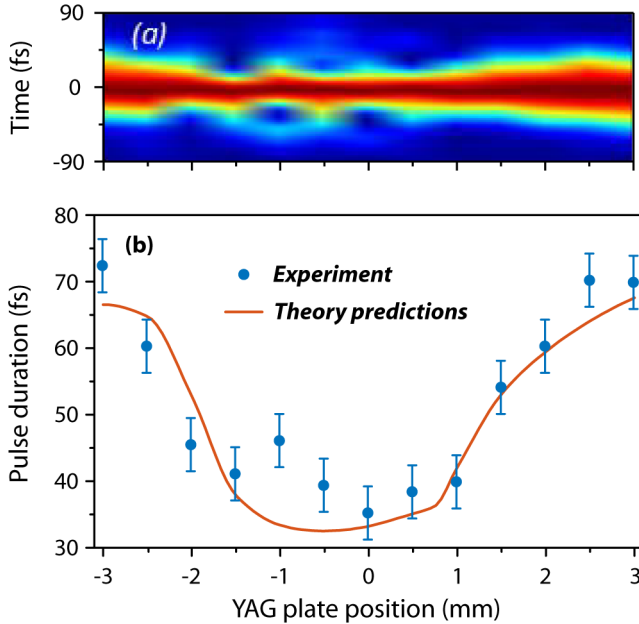 (a)
Time (fs)
90
0
-90
(b)
Experiment
Theory predictions
Pulse duration (fs)
80
70
60
50
40
30
-3
-2
-1
0
1
2
3
YAG plate position (mm)